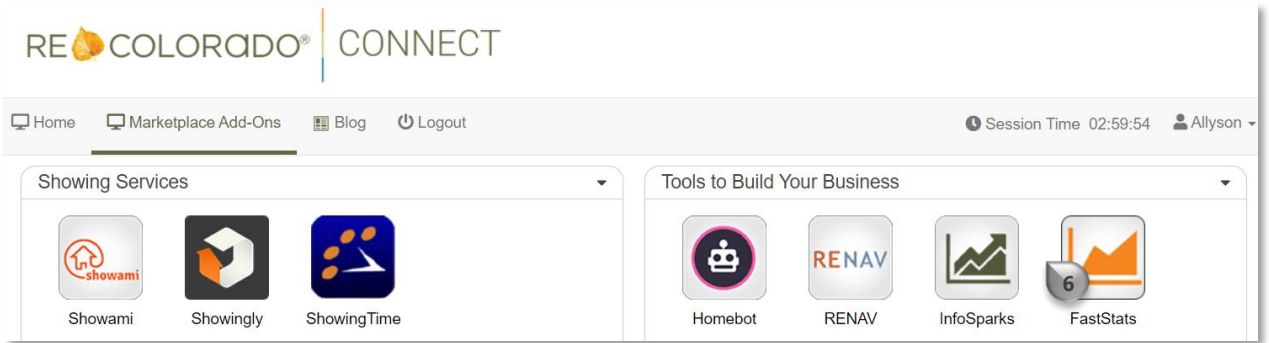 RE COLORADO® CONNECT
Home Marketplace Add-Ons Blog Logout Session Time 02:59:54 Allyson
Showing Services
showami
Showami Showingly ShowingTime
Tools to Build Your Business
RENAV
6
Homebot RENAV InfoSparks FastStats